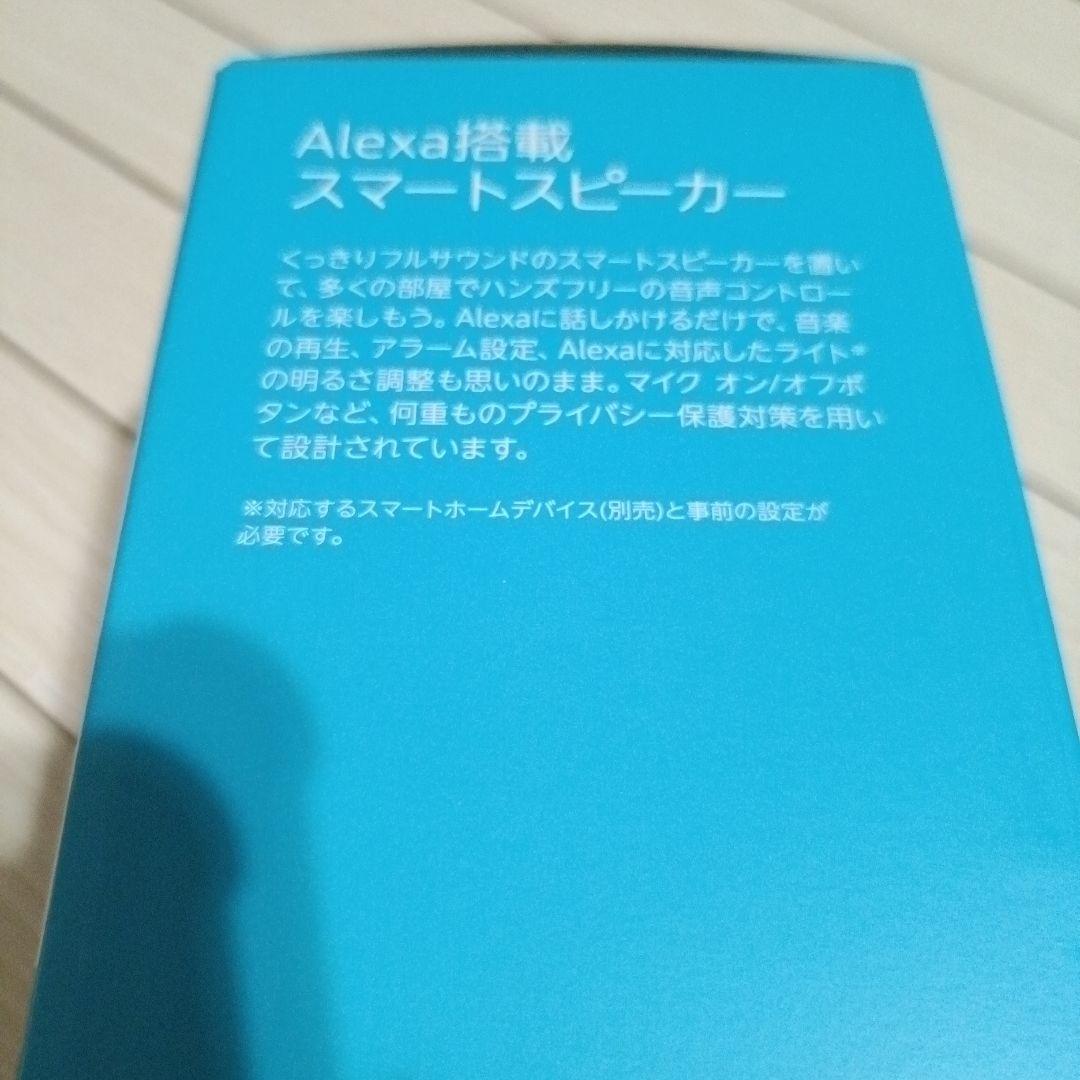 Alexa搭載
スマートスピーカー
くっきりフルサウンドのスマートスピーカーを置い
て、多くの部屋でハンズフリーの音声コントロー
ルを楽しもう。Alexaに話しかけるだけで、音楽
の再生、アラーム設定、Alexaに対応したライト※
の明るさ調整も思いのまま。マイク オン/オフボ
タンなど、何重ものプライバシー保護対策を用い
て設計されています。
※対応するスマートホームデバイス(別売)と事前の設定が
必要です。